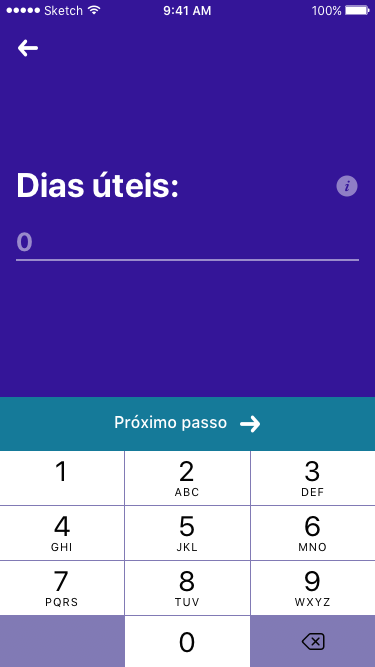 Sketch 9:41 AM 100%
Dias úteis:
i
0
Próximo passo
1 2 3
ABC DEF
4 5 6
GHI JKL MNO
7 8 9
PQRS TUV WXYZ
0